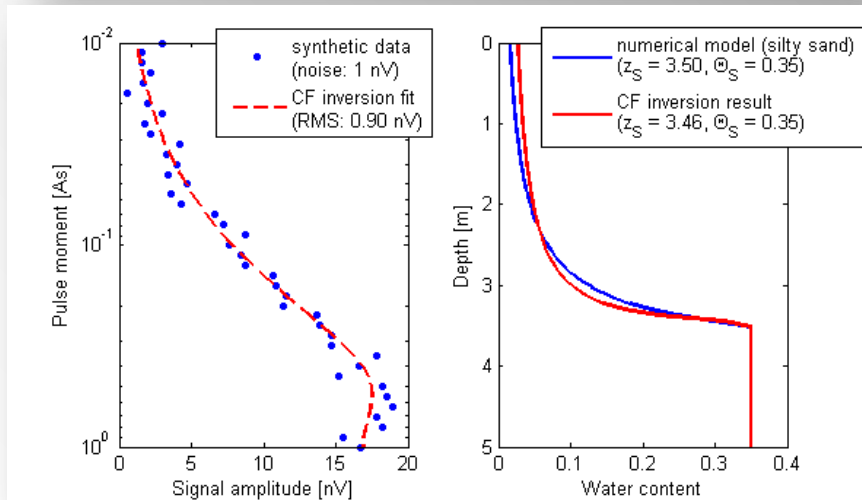 synthetic data
(noise: 1 nV)
CF inversion fit
(RMS: 0.90 nV)
10⁻²
10⁻¹
10⁰
Pulse moment [As]
0 5 10 15 20
Signal amplitude [nV]
numerical model (silty sand)
(z_S = 3.50, Θ_S = 0.35)
CF inversion result
(z_S = 3.46, Θ_S = 0.35)
0
1
2
3
4
5
Depth [m]
0 0.1 0.2 0.3 0.4
Water content